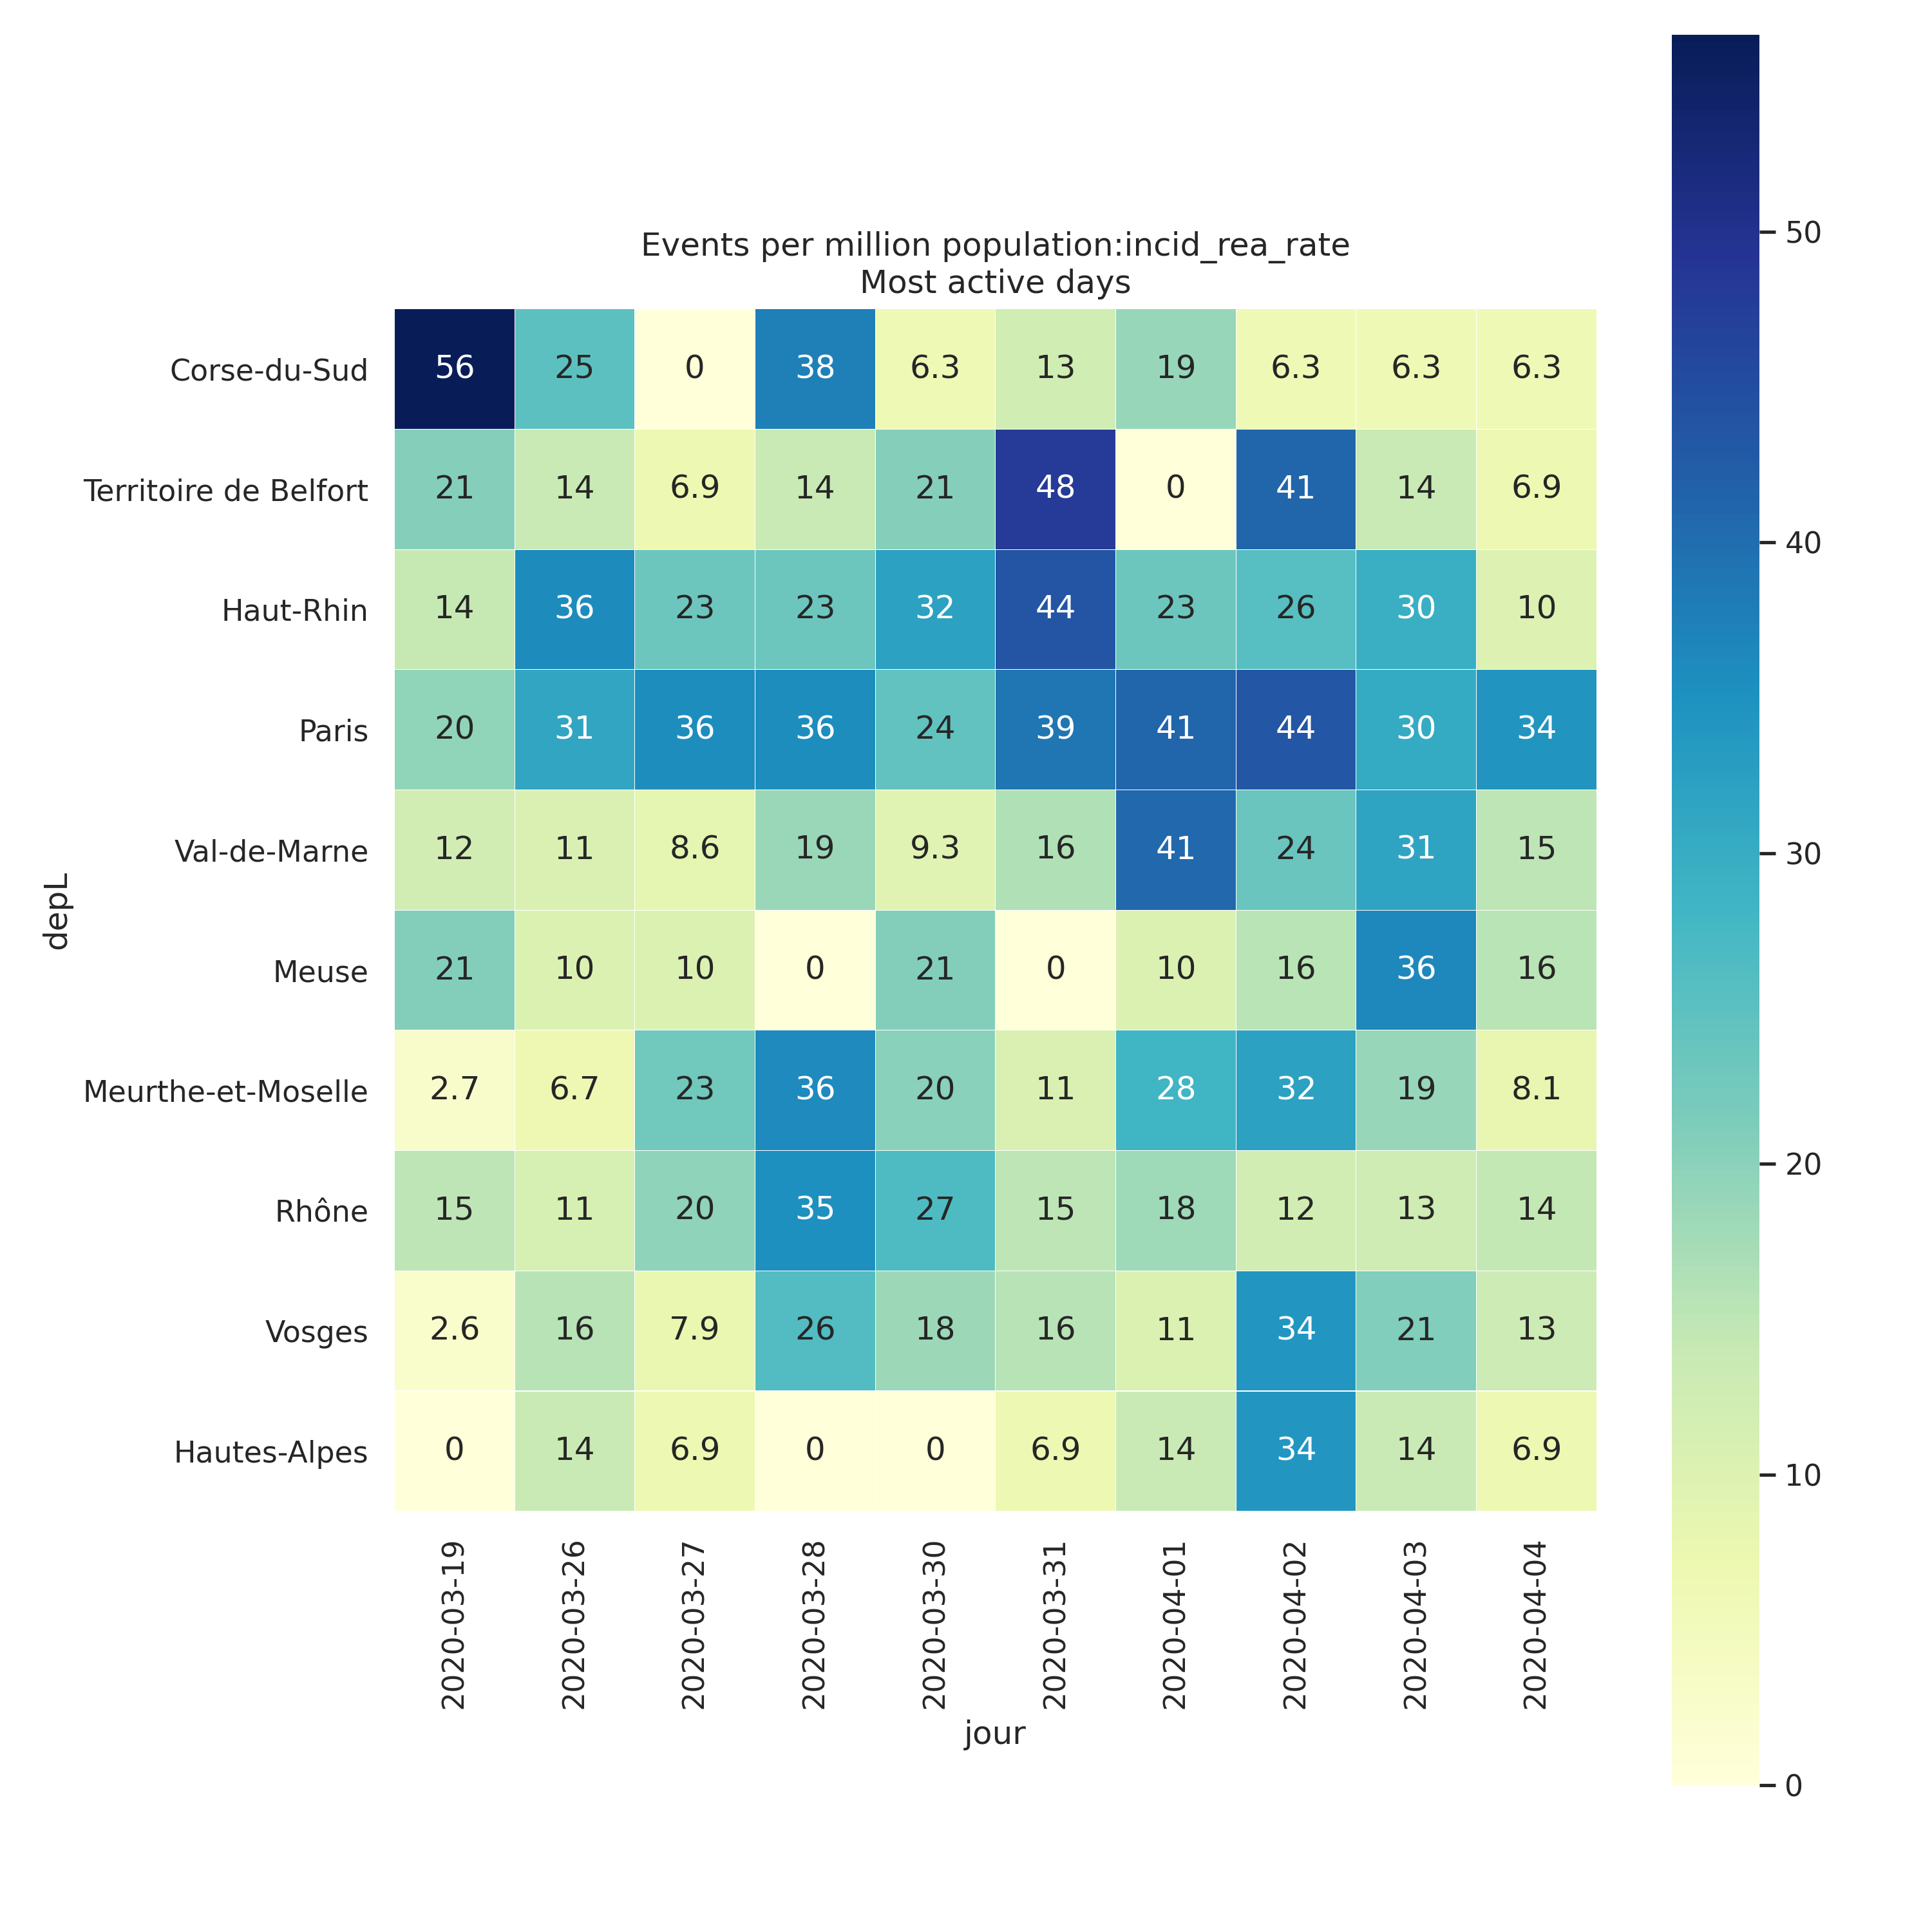 Events per million population:incid_rea_rate
Most active days
depL
Corse-du-Sud 56 25 0 38 6.3 13 19 6.3 6.3 6.3
Territoire de Belfort 21 14 6.9 14 21 48 0 41 14 6.9
Haut-Rhin 14 36 23 23 32 44 23 26 30 10
Paris 20 31 36 36 24 39 41 44 30 34
Val-de-Marne 12 11 8.6 19 9.3 16 41 24 31 15
Meuse 21 10 10 0 21 0 10 16 36 16
Meurthe-et-Moselle 2.7 6.7 23 36 20 11 28 32 19 8.1
Rhône 15 11 20 35 27 15 18 12 13 14
Vosges 2.6 16 7.9 26 18 16 11 34 21 13
Hautes-Alpes 0 14 6.9 0 0 6.9 14 34 14 6.9
2020-03-19 2020-03-26 2020-03-27 2020-03-28 2020-03-30 2020-03-31 2020-04-01 2020-04-02 2020-04-03 2020-04-04
jour
50
40
30
20
10
0